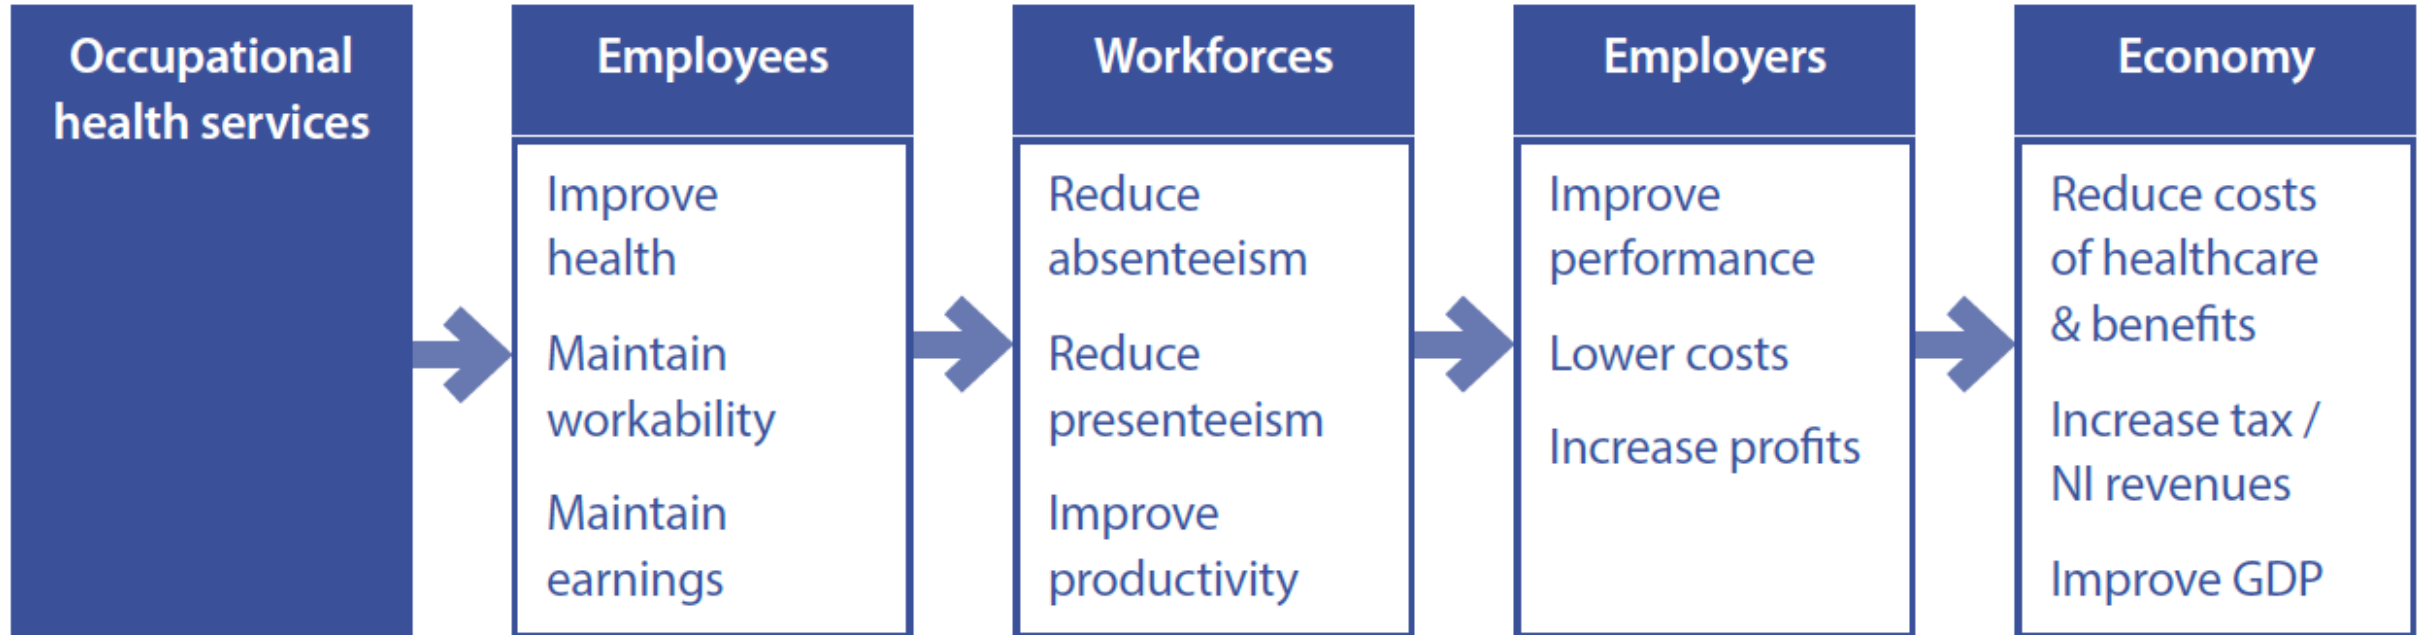 Occupational
health services
Employees
Improve
health
Maintain
workability
Maintain
earnings
Workforces
Reduce
absenteeism
Reduce
presenteeism
Improve
productivity
Employers
Improve
performance
Lower costs
Increase profits
Economy
Reduce costs
of healthcare
& benefits
Increase tax /
NI revenues
Improve GDP